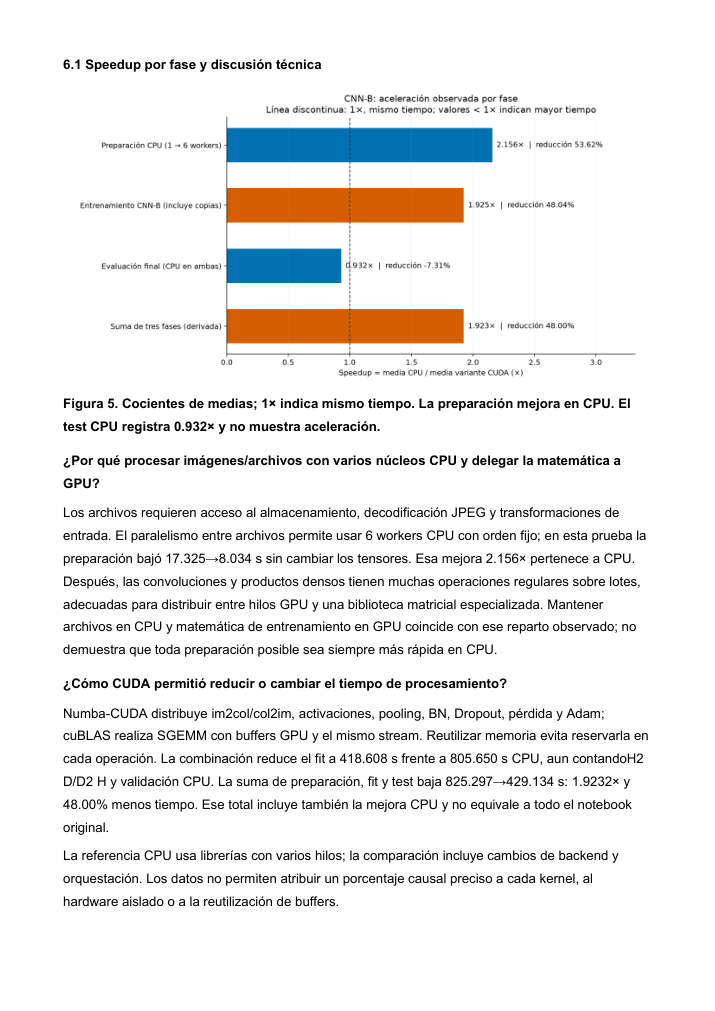 6.1 Speedup por fase y discusión técnica
CNN-B: aceleración observada por fase
Línea discontinua: 1×, mismo tiempo; valores < 1× indican mayor tiempo
Preparación CPU (1 → 6 workers)
2.156× | reducción 53.62%
Entrenamiento CNN-B (incluye copias)
1.925× | reducción 48.04%
Evaluación final (CPU en ambas)
0.932× | reducción -7.31%
Suma de tres fases (derivada)
1.923× | reducción 48.00%
0.0 0.5 1.0 1.5 2.0 2.5 3.0
Speedup = media CPU / media variante CUDA (×)
Figura 5. Cocientes de medias; 1× indica mismo tiempo. La preparación mejora en CPU. El
test CPU registra 0.932× y no muestra aceleración.
¿Por qué procesar imágenes/archivos con varios núcleos CPU y delegar la matemática a
GPU?
Los archivos requieren acceso al almacenamiento, decodificación JPEG y transformaciones de
entrada. El paralelismo entre archivos permite usar 6 workers CPU con orden fijo; en esta prueba la
preparación bajó 17.325→8.034 s sin cambiar los tensores. Esa mejora 2.156× pertenece a CPU.
Después, las convoluciones y productos densos tienen muchas operaciones regulares sobre lotes,
adecuadas para distribuir entre hilos GPU y una biblioteca matricial especializada. Mantener
archivos en CPU y matemática de entrenamiento en GPU coincide con ese reparto observado; no
demuestra que toda preparación posible sea siempre más rápida en CPU.
¿Cómo CUDA permitió reducir o cambiar el tiempo de procesamiento?
Numba-CUDA distribuye im2col/col2im, activaciones, pooling, BN, Dropout, pérdida y Adam;
cuBLAS realiza SGEMM con buffers GPU y el mismo stream. Reutilizar memoria evita reservarla en
cada operación. La combinación reduce el fit a 418.608 s frente a 805.650 s CPU, aun contandoH2
D/D2 H y validación CPU. La suma de preparación, fit y test baja 825.297→429.134 s: 1.9232× y
48.00% menos tiempo. Ese total incluye también la mejora CPU y no equivale a todo el notebook
original.
La referencia CPU usa librerías con varios hilos; la comparación incluye cambios de backend y
orquestación. Los datos no permiten atribuir un porcentaje causal preciso a cada kernel, al
hardware aislado o a la reutilización de buffers.